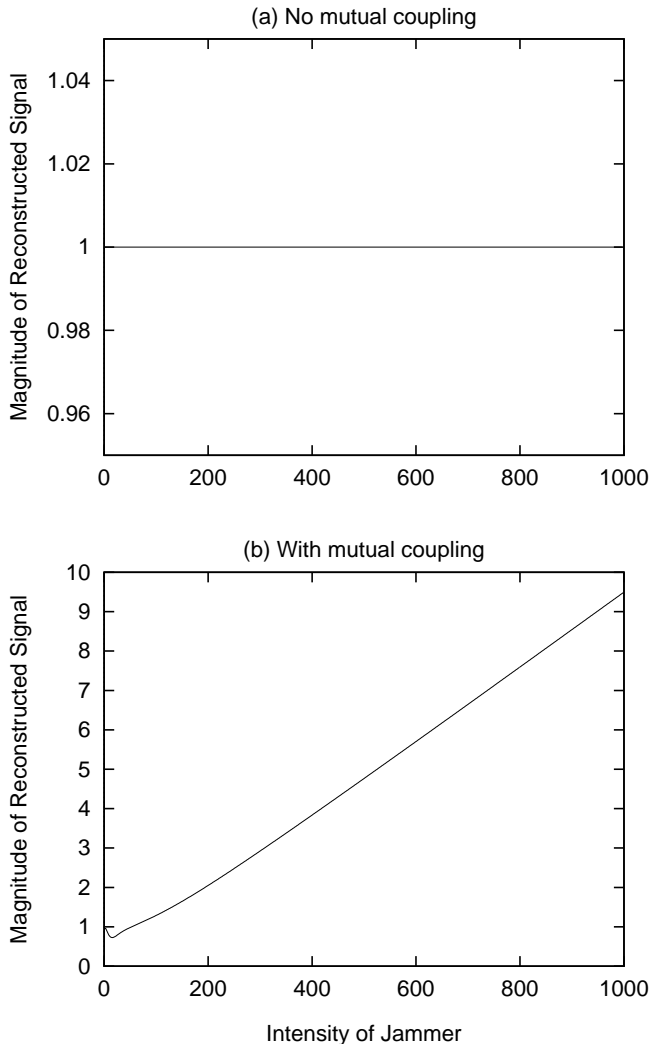 (a) No mutual coupling
Magnitude of Reconstructed Signal
1.04
1.02
1
0.98
0.96
0 200 400 600 800 1000
(b) With mutual coupling
Magnitude of Reconstructed Signal
10
9
8
7
6
5
4
3
2
1
0
0 200 400 600 800 1000
Intensity of Jammer